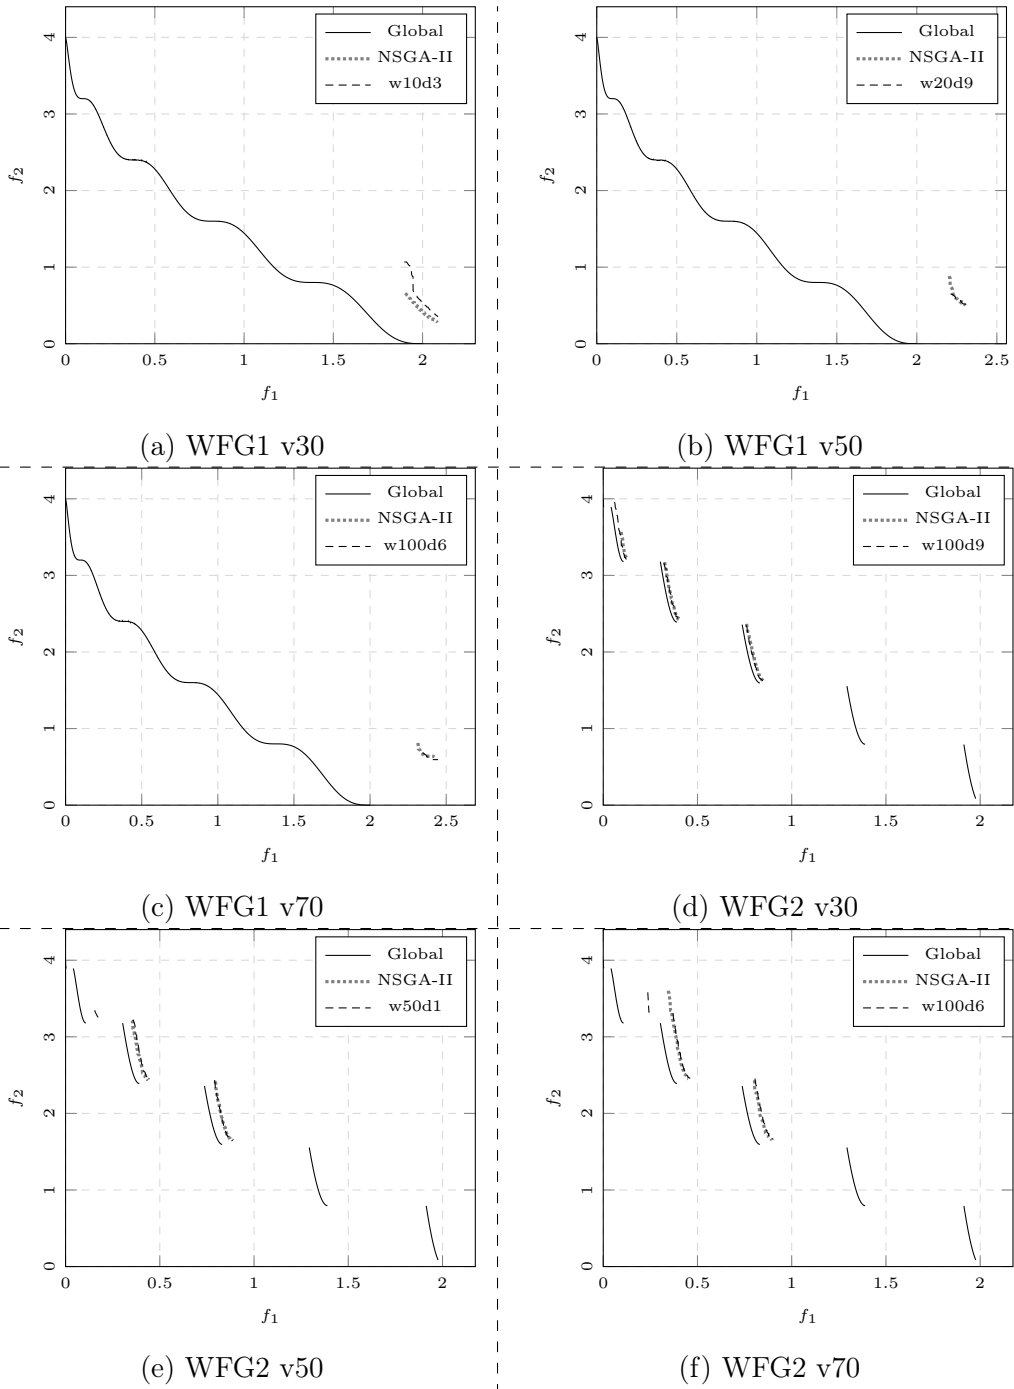 Global
NSGA-II
w10d3
0
1
2
3
4
f2
0 0.5 1 1.5 2
f1
(a) WFG1 v30
Global
NSGA-II
w20d9
0
1
2
3
4
f2
0 0.5 1 1.5 2 2.5
f1
(b) WFG1 v50
Global
NSGA-II
w100d6
0
1
2
3
4
f2
0 0.5 1 1.5 2 2.5
f1
(c) WFG1 v70
Global
NSGA-II
w100d9
0
1
2
3
4
f2
0 0.5 1 1.5 2
f1
(d) WFG2 v30
Global
NSGA-II
w50d1
0
1
2
3
4
f2
0 0.5 1 1.5 2
f1
(e) WFG2 v50
Global
NSGA-II
w100d6
0
1
2
3
4
f2
0 0.5 1 1.5 2
f1
(f) WFG2 v70